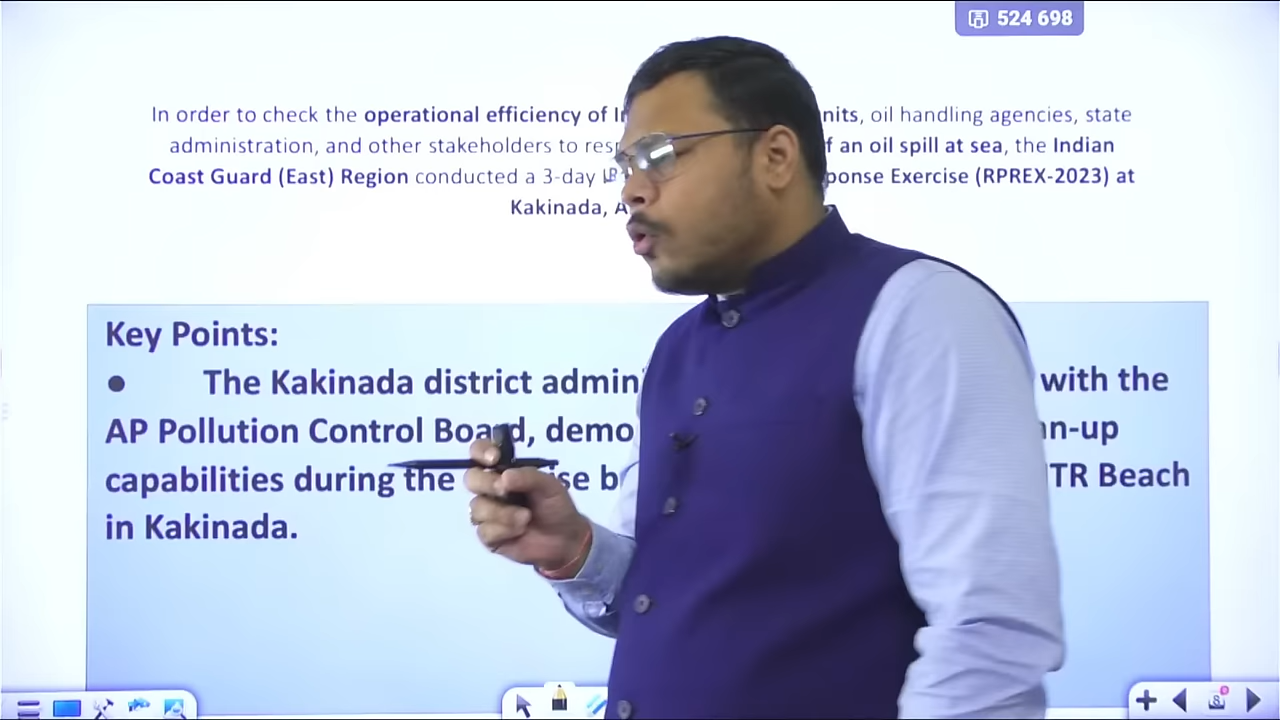 524 698
In order to check the operational efficiency of In nits, oil handling agencies, state
administration, and other stakeholders to resp f an oil spill at sea, the Indian
Coast Guard (East) Region conducted a 3-day ponse Exercise (RPREX-2023) at
Kakinada, A
Key Points:
● The Kakinada district admin with the
AP Pollution Control Board, demo n-up
capabilities during the ise b TR Beach
in Kakinada.